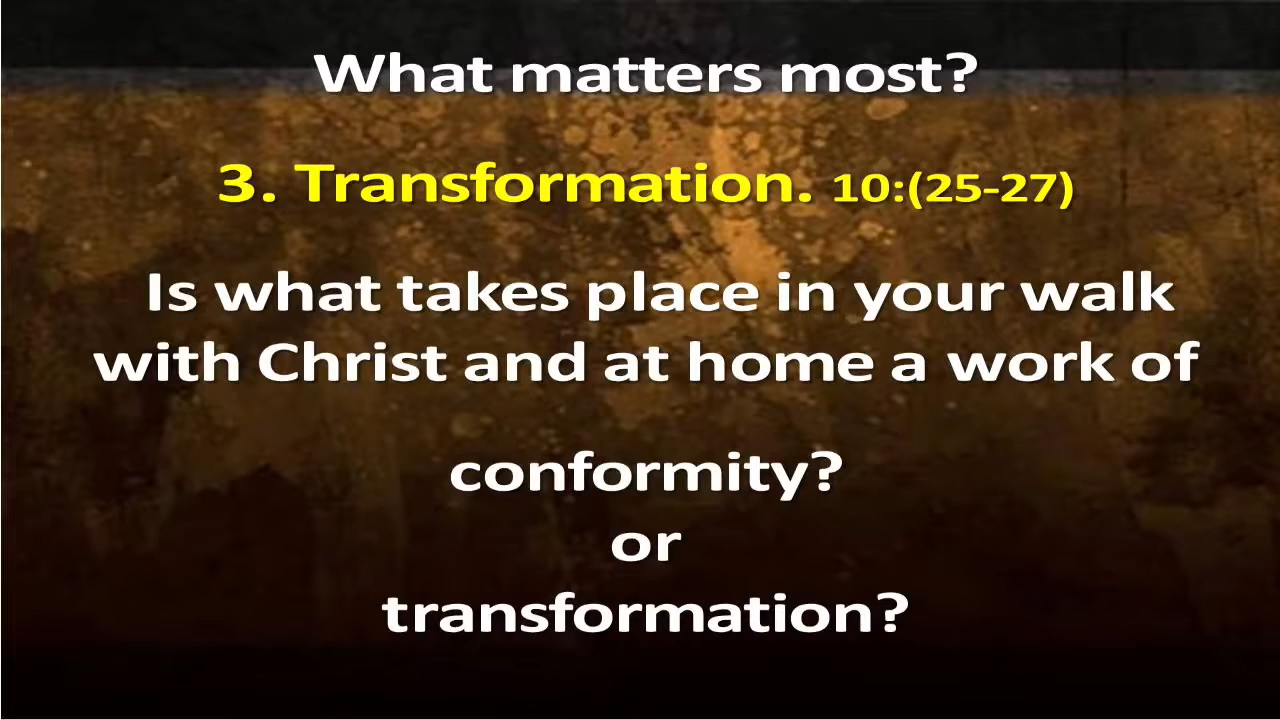 What matters most?
3. Transformation. 10:(25-27)
Is what takes place in your walk
with Christ and at home a work of
conformity?
or
transformation?